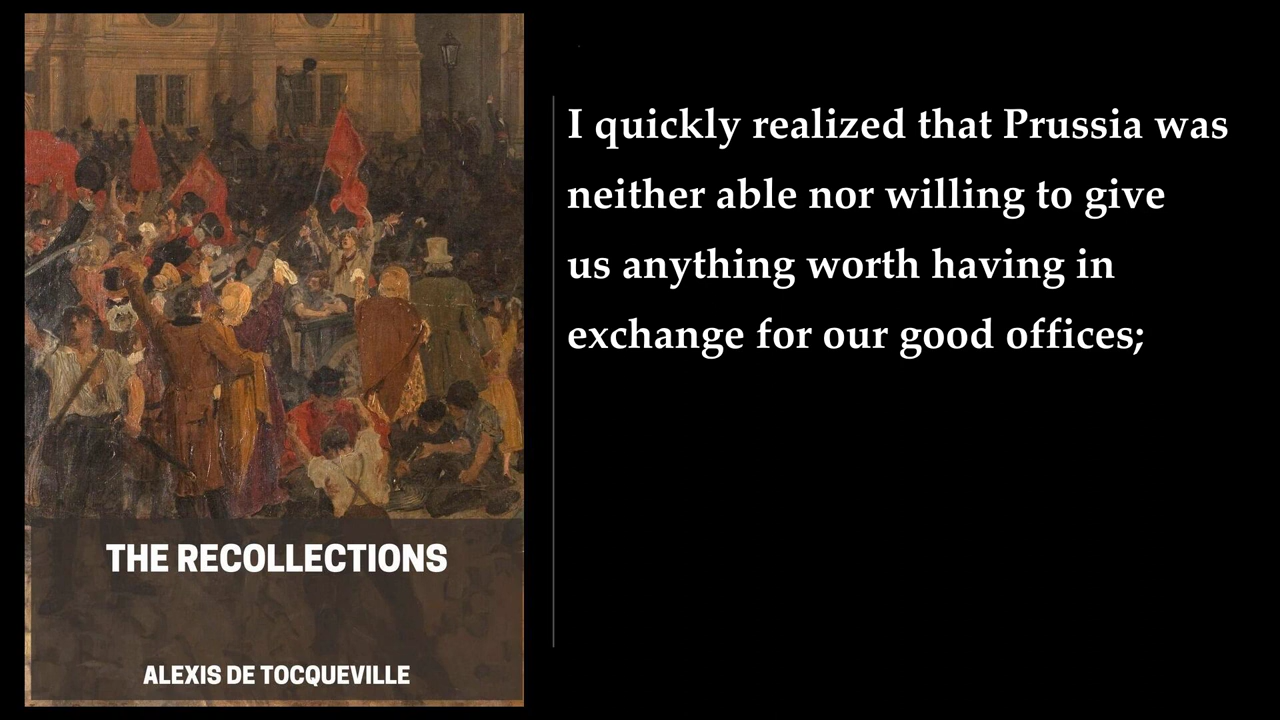 THE RECOLLECTIONS
ALEXIS DE TOCQUEVILLE
I quickly realized that Prussia was
neither able nor willing to give
us anything worth having in
exchange for our good offices;